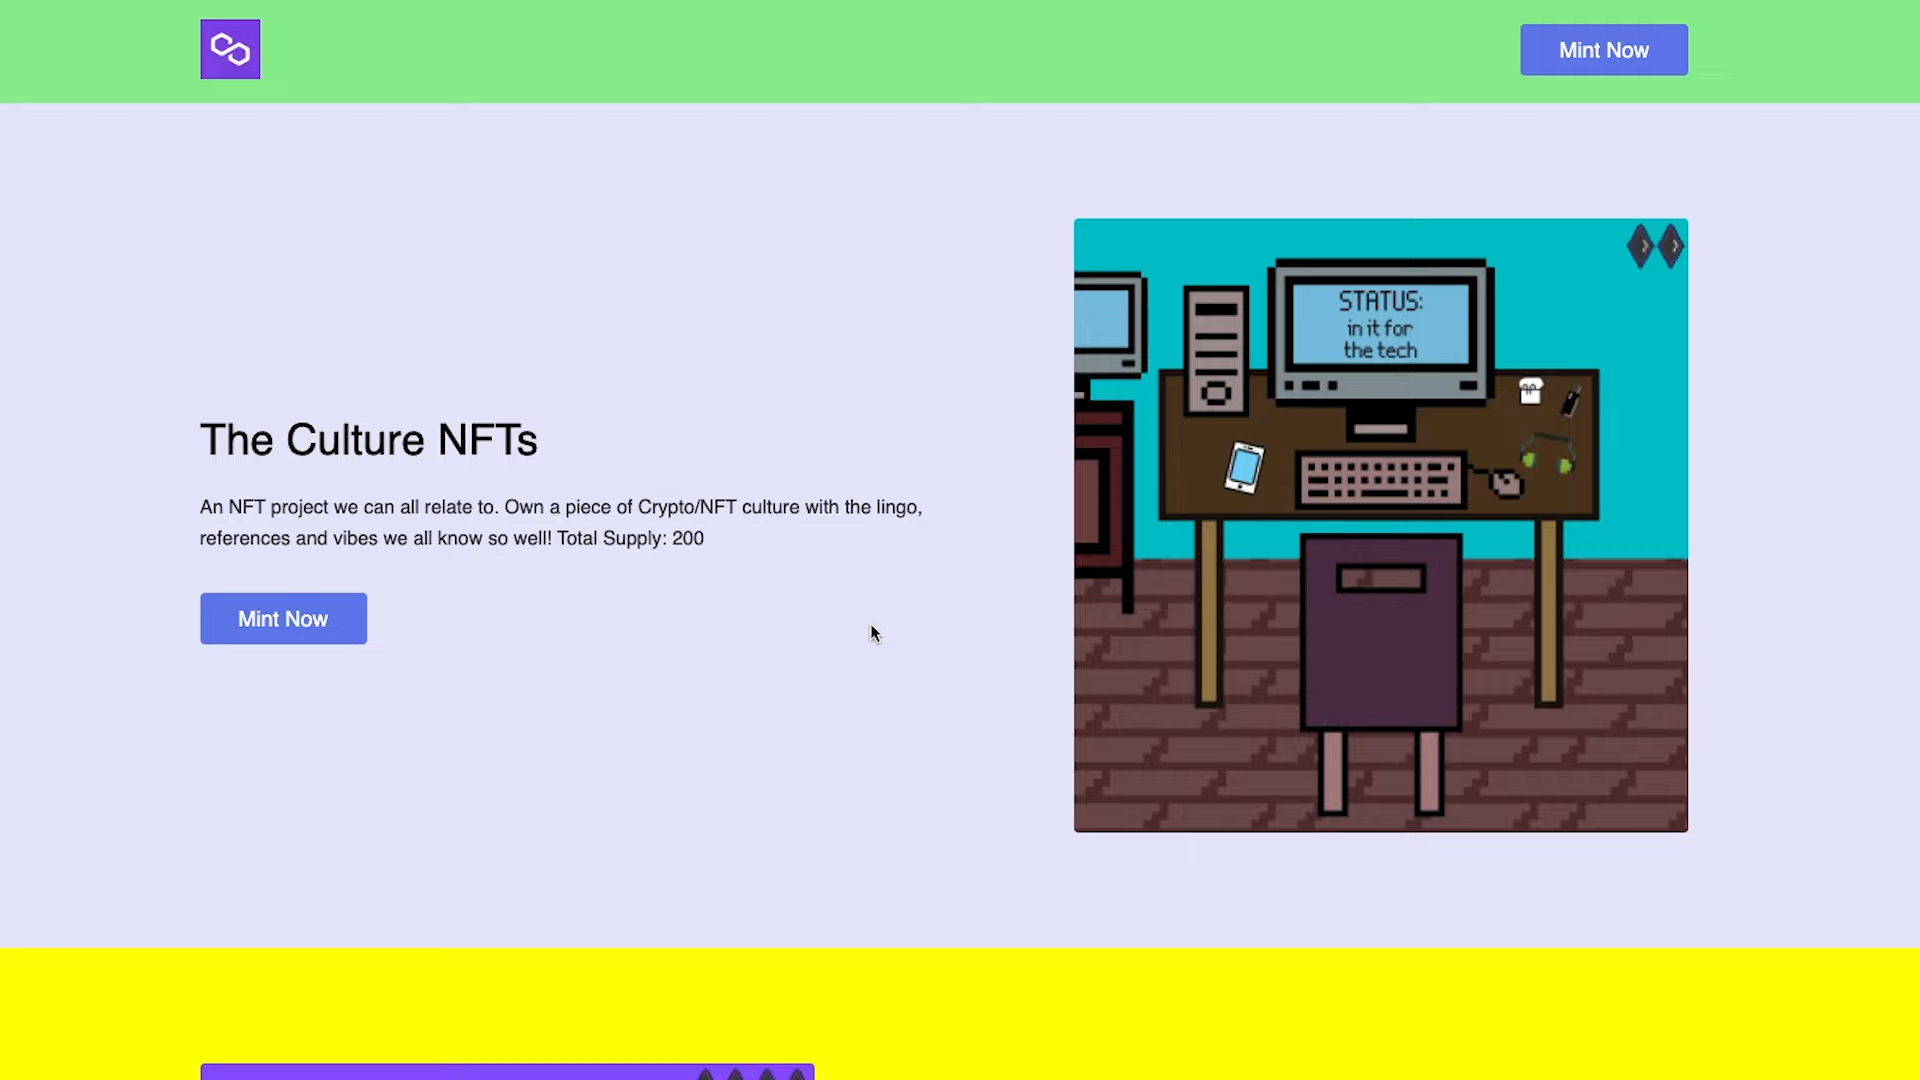 Mint Now
The Culture NFTs
An NFT project we can all relate to. Own a piece of Crypto/NFT culture with the lingo,
references and vibes we all know so well! Total Supply: 200
Mint Now
STATUS:
in it for
the tech